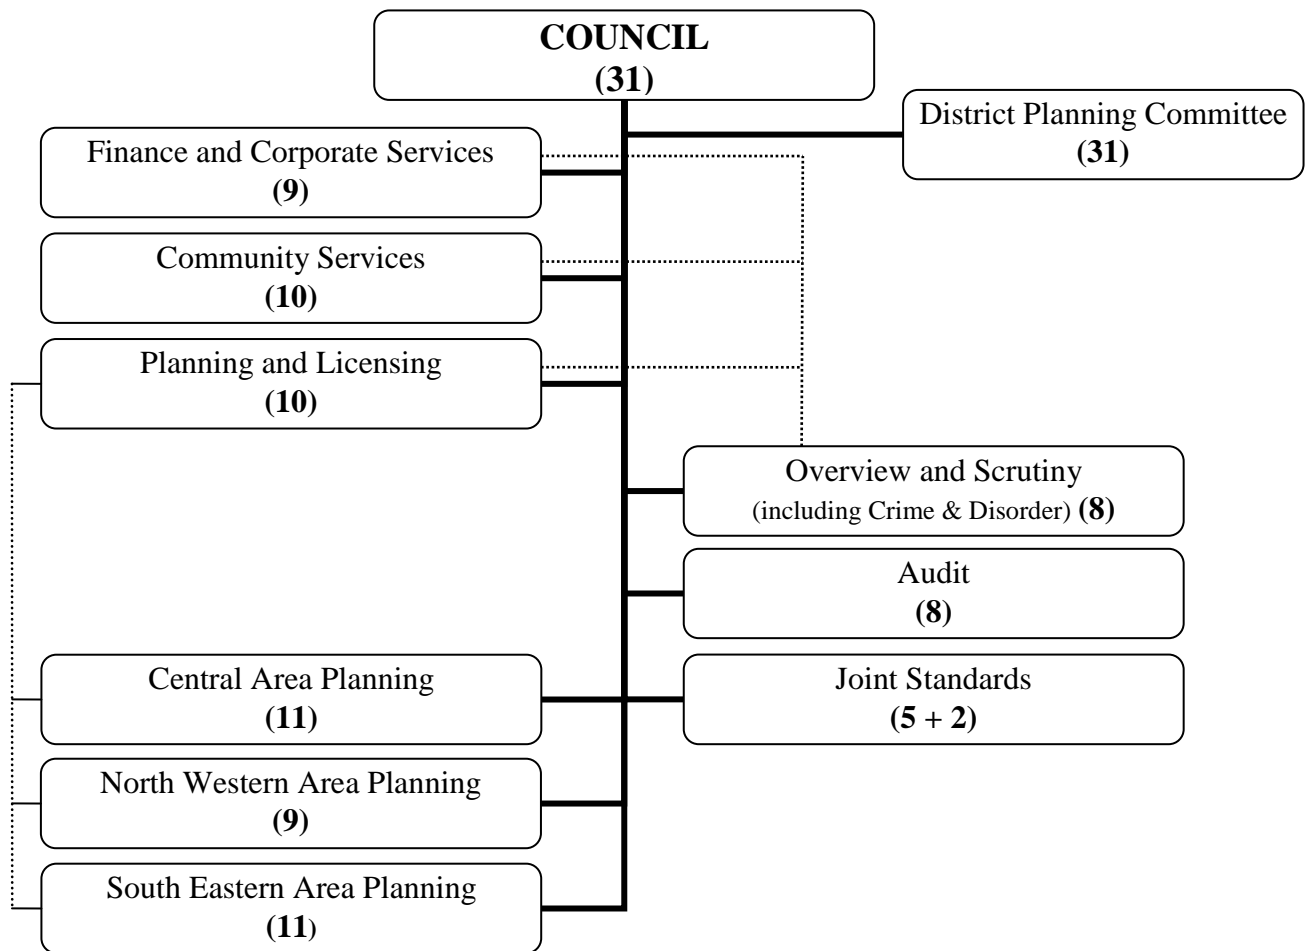 COUNCIL
(31)
District Planning Committee
(31)
Finance and Corporate Services
(9)
Community Services
(10)
Planning and Licensing
(10)
Overview and Scrutiny
(including Crime & Disorder) (8)
Audit
(8)
Central Area Planning
(11)
Joint Standards
(5 + 2)
North Western Area Planning
(9)
South Eastern Area Planning
(11)